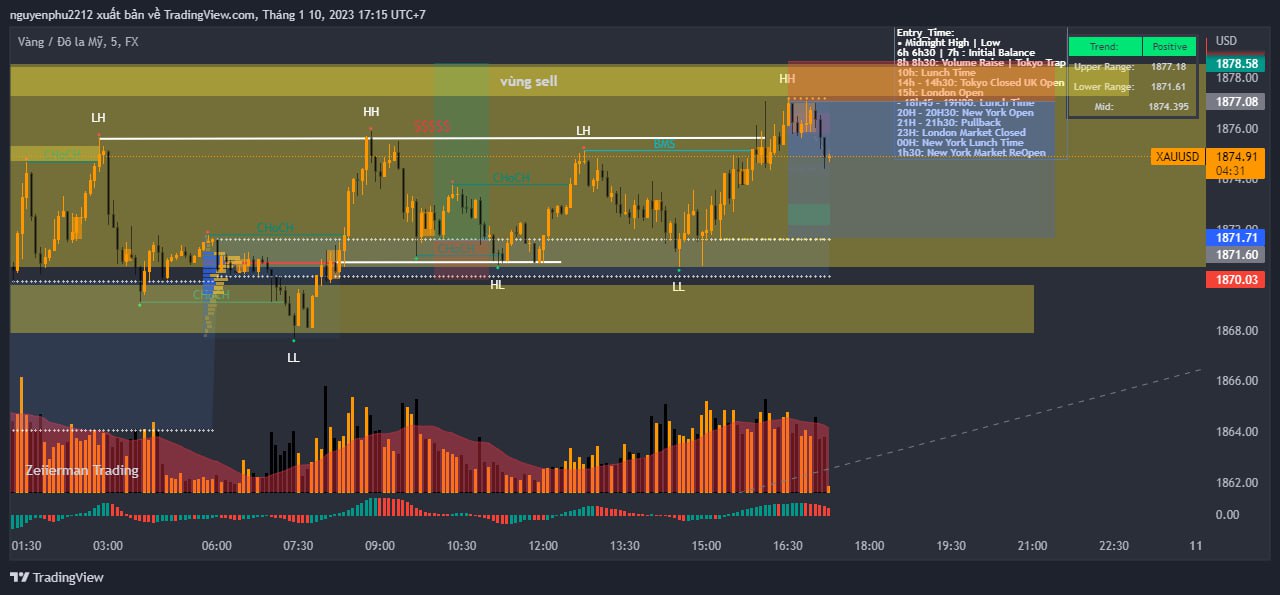 nguyenphu2212 xuất bản về TradingView.com, Tháng 1 10, 2023 17:15 UTC+7
Vàng / Đô la Mỹ, 5, FX
Entry_Time:
• Midnight High | Low
6h 6h30 | 7h : Initial Balance
8h 8h30: Volume Raise | Tokyo Trap
10h: Lunch Time
14h - 14h30: Tokyo Closed UK Open
15h: London Open
- 18h45 - 19H00: Lunch Time
20H - 20H30: New York Open
21H - 21h30: Pullback
23H: London Market Closed
00H: New York Lunch Time
1h30: New York Market ReOpen
Trend: Positive
Upper Range: 1877.18
Lower Range: 1871.61
Mid: 1874.395
USD
1878.58
1878.00
1877.08
1876.00
XAUUSD 1874.91
04:31
1874.00
1872.00
1871.71
1871.60
1870.03
1868.00
1866.00
1864.00
1862.00
0.00
vùng sell
HH
LH
HH
$$$$$
LH
BMS
CHoCH
CHoCH
CHoCH
CHoCH
CHoCH
HL
LL
LL
Zeiierman Trading
01:30 03:00 06:00 07:30 09:00 10:30 12:00 13:30 15:00 16:30 18:00 19:30 21:00 22:30 11
TradingView